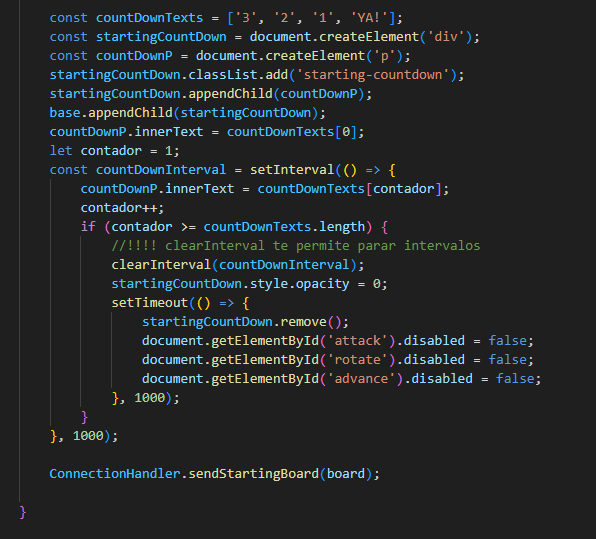 const countDownTexts = ['3', '2', '1', 'YA!'];
const startingCountDown = document.createElement('div');
const countDownP = document.createElement('p');
startingCountDown.classList.add('starting-countdown');
startingCountDown.appendChild(countDownP);
base.appendChild(startingCountDown);
countDownP.innerText = countDownTexts[0];
let contador = 1;
const countDownInterval = setInterval(() => {
countDownP.innerText = countDownTexts[contador];
contador++;
if (contador >= countDownTexts.length) {
//!!!! clearInterval te permite parar intervalos
clearInterval(countDownInterval);
startingCountDown.style.opacity = 0;
setTimeout(() => {
startingCountDown.remove();
document.getElementById('attack').disabled = false;
document.getElementById('rotate').disabled = false;
document.getElementById('advance').disabled = false;
}, 1000);
}
}, 1000);
ConnectionHandler.sendStartingBoard(board);
}